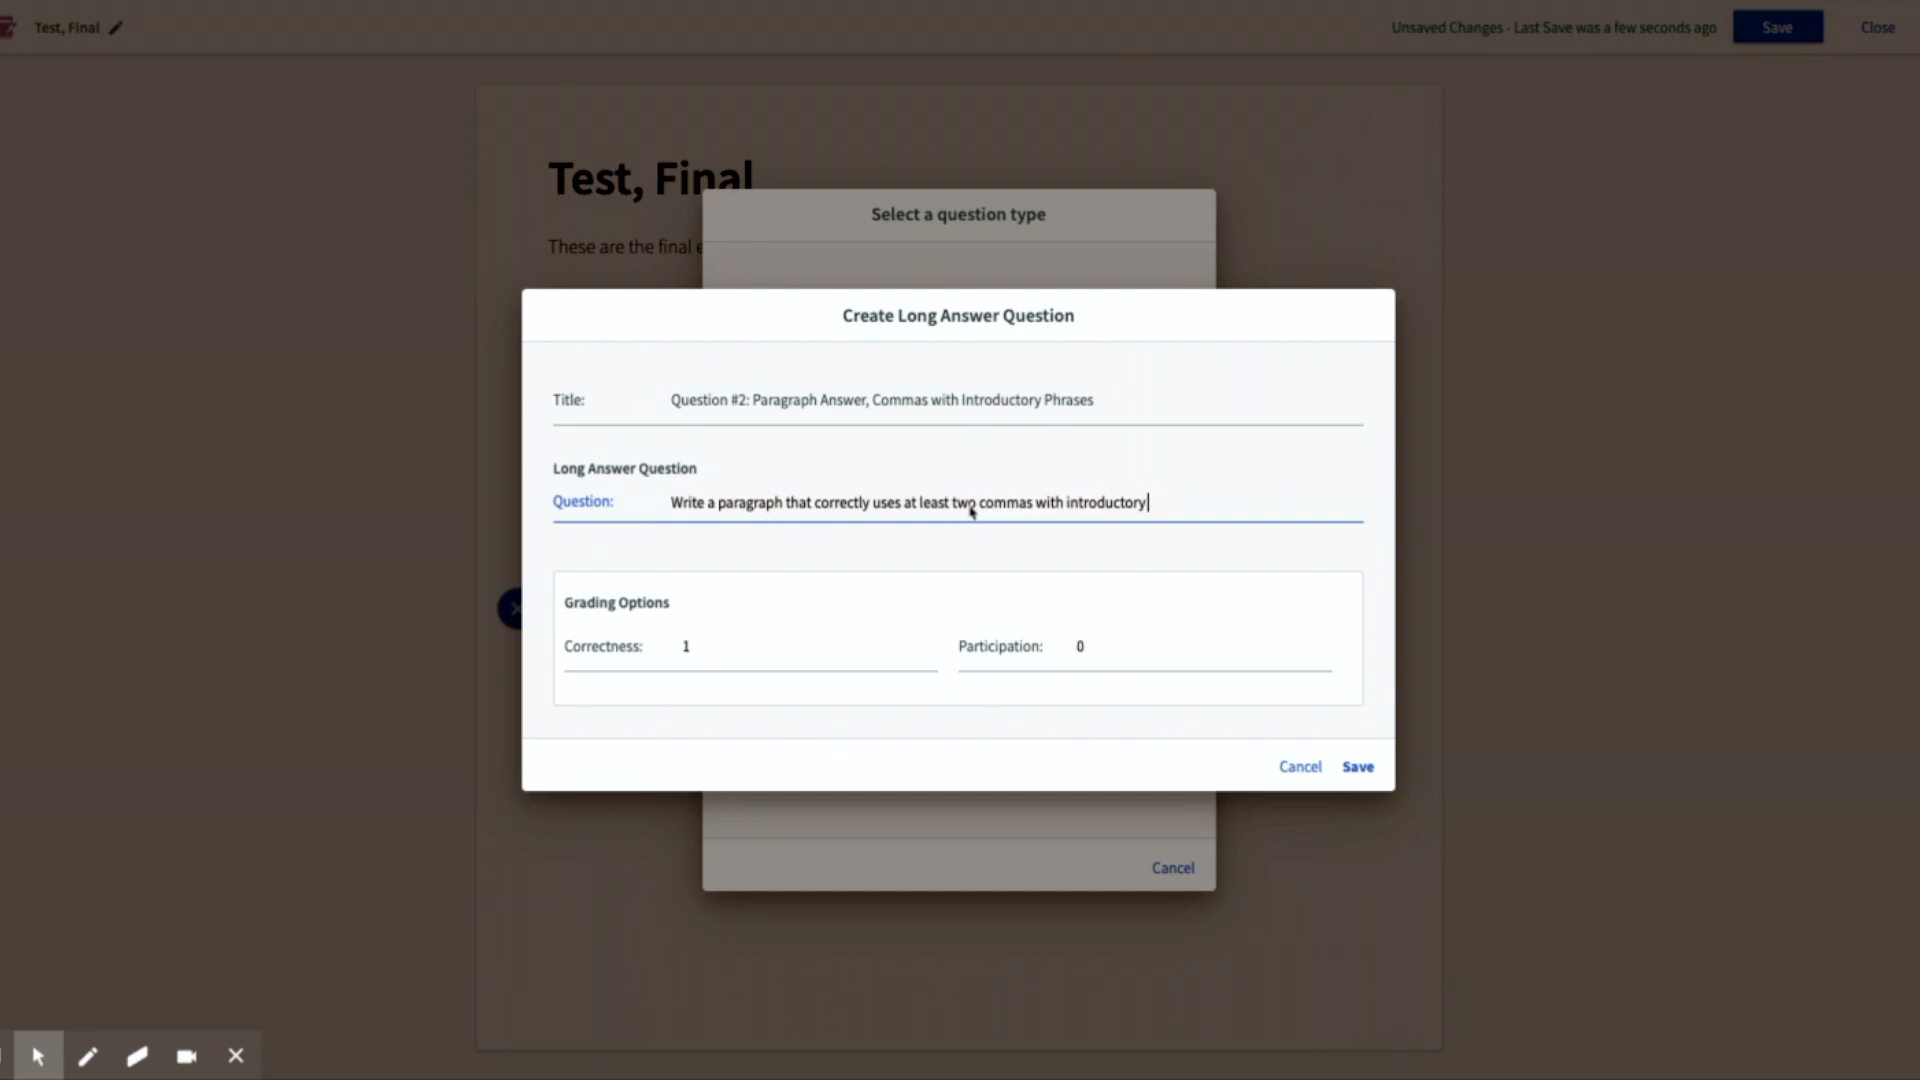 Test, Final
Unsaved Changes - Last Save was a few seconds ago
Save
Close
Test, Final
These are the final
Select a question type
Create Long Answer Question
Title: Question #2: Paragraph Answer, Commas with Introductory Phrases
Long Answer Question
Question: Write a paragraph that correctly uses at least two commas with introductory
Grading Options
Correctness: 1
Participation: 0
Cancel
Save
Cancel